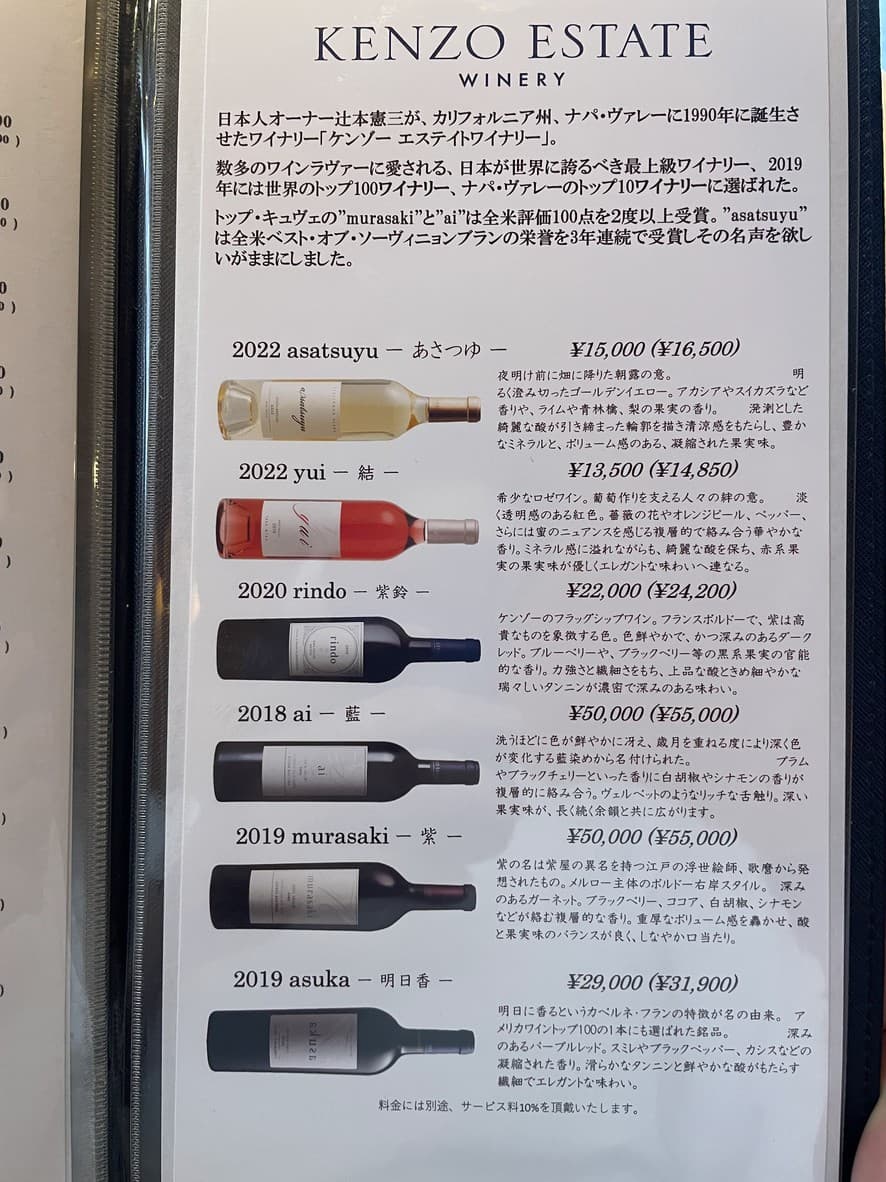 KENZO ESTATE
WINERY
日本人オーナー辻本憲三が、カリフォルニア州、ナパ・ヴァレーに1990年に誕生さ
せたワイナリー「ケンゾー エステイトワイナリー」。
数多のワインラヴァーに愛される、日本が世界に誇るべき最上級ワイナリー、2019
年には世界のトップ100ワイナリー、ナパ・ヴァレーのトップ10ワイナリーに選ばれた。
トップ・キュヴェの”murasaki”と”ai”は全米評価100点を2度以上受賞。”asatsuyu”
は全米ベスト・オブ・ソーヴィニョンブランの栄誉を3年連続で受賞しその名声を欲し
いがままにしました。
2022 asatsuyu － あさつゆ － ¥15,000 (¥16,500)
夜明け前に畑に降りた朝露の意。 明
るく澄み切ったゴールデンイエロー。アカシアやスイカズラなど
香りや、ライムや青林檎、梨の果実の香り。 溌溂とした
綺麗な酸が引き締まった輪郭を描き清涼感をもたらし、豊か
なミネラルと、ボリューム感のある、凝縮された果実味。
asatsuyu
2022 yui － 結 － ¥13,500 (¥14,850)
希少なロゼワイン。葡萄作りを支える人々の絆の意。 淡
く透明感のある紅色。薔薇の花やオレンジピール、ペッパー、
さらには蜜のニュアンスを感じる複層的で絡み合う華やかな
香り。ミネラル感に溢れながらも、綺麗な酸を保ち、赤系果
実の果実味が優しくエレガントな味わいへ連なる。
yui
2020 rindo － 紫鈴 － ¥22,000 (¥24,200)
ケンゾーのフラッグシップワイン。フランスボルドーで、紫は高
貴なものを象徴する色。色鮮やかで、かつ深みのあるダーク
レッド。ブルーベリーや、ブラックベリー等の黒系果実の官能
的な香り。力強さと繊細さをもち、上品な酸ときめ細やかな
瑞々しいタンニンが濃密で深みのある味わい。
rindo
2018 ai － 藍 － ¥50,000 (¥55,000)
洗うほどに色が鮮やかに冴え、歳月を重ねる度により深く色
が変化する藍染めから名付けられた。 プラム
やブラックチェリーといった香りに白胡椒やシナモンの香りが
複層的に絡み合う。ヴェルベットのようなリッチな舌触り。深い
果実味が、長く続く余韻と共に広がります。
ai
2019 murasaki － 紫 － ¥50,000 (¥55,000)
紫の名は紫屋の異名を持つ江戸の浮世絵師、歌麿から発
想されたもの。メルロー主体のボルドー右岸スタイル。 深み
のあるガーネット。ブラックベリー、ココア、白胡椒、シナモン
などが絡む複層的な香り。重厚なボリューム感を轟かせ、酸
と果実味のバランスが良く、しなやか口当たり。
murasaki
2019 asuka － 明日香 － ¥29,000 (¥31,900)
明日に香るというカベルネ・フランの特徴が名の由来。 ア
メリカワイントップ100の1本にも選ばれた銘品。 深み
のあるパープルレッド。スミレやブラックペッパー、カシスなどの
凝縮された香り。滑らかなタンニンと鮮やかな酸がもたらす
繊細でエレガントな味わい。
asuka
料金には別途、サービス料10%を頂戴いたします。